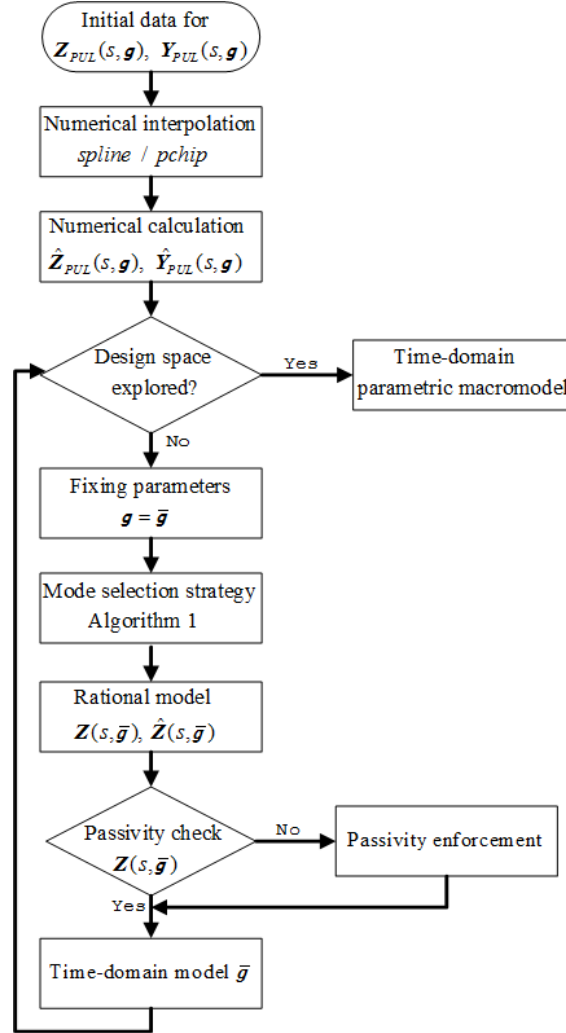 Initial data for
Z_PUL(s, g), Y_PUL(s, g)
Numerical interpolation
spline / pchip
Numerical calculation
Ẑ_PUL(s, g), Ŷ_PUL(s, g)
Design space
explored?
Yes
Time-domain
parametric macromodel
No
Fixing parameters
g = ḡ
Mode selection strategy
Algorithm 1
Rational model
Z(s, ḡ), Ẑ(s, ḡ)
Passivity check
Z(s, ḡ)
No
Passivity enforcement
Yes
Time-domain model ḡ